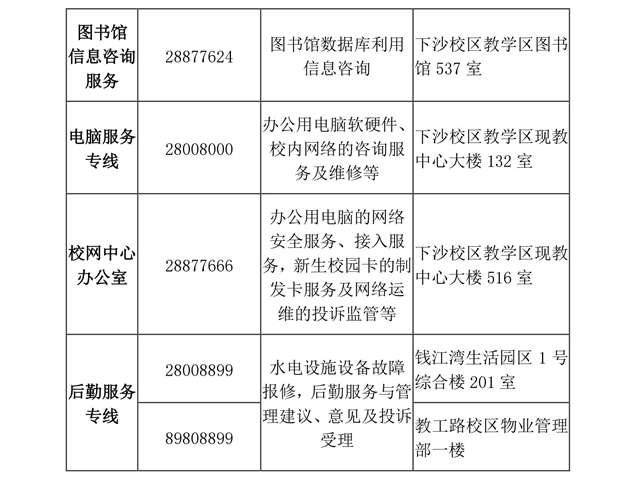 图书馆
信息咨询
服务
28877624
图书馆数据库利用
信息咨询
下沙校区教学区图书
馆 537 室
电脑服务
专线
28008000
办公用电脑软硬件、
校内网络的咨询服
务及维修等
下沙校区教学区现教
中心大楼 132 室
校网中心
办公室
28877666
办公用电脑的网络
安全服务、接入服
务，新生校园卡的制
发卡服务及网络运
维的投诉监管等
下沙校区教学区现教
中心大楼 516 室
后勤服务
专线
28008899
水电设施设备故障
报修，后勤服务与管
理建议、意见及投诉
受理
钱江湾生活园区 1 号
综合楼 201 室
89808899
教工路校区物业管理
部一楼